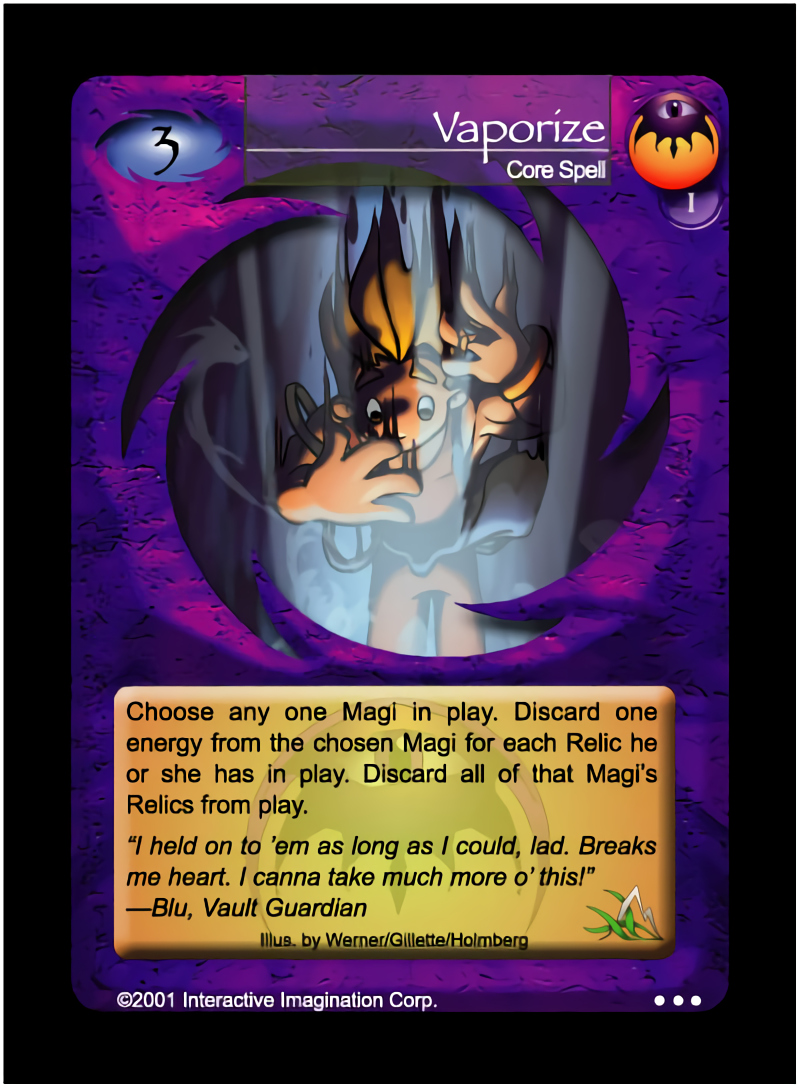 3
Vaporize
Core Spell
I
Choose any one Magi in play. Discard one
energy from the chosen Magi for each Relic he
or she has in play. Discard all of that Magi's
Relics from play.
“I held on to ’em as long as I could, lad. Breaks
me heart. I canna take much more o’ this!”
—Blu, Vault Guardian
Illus. by Werner/Gillette/Holmberg
©2001 Interactive Imagination Corp.